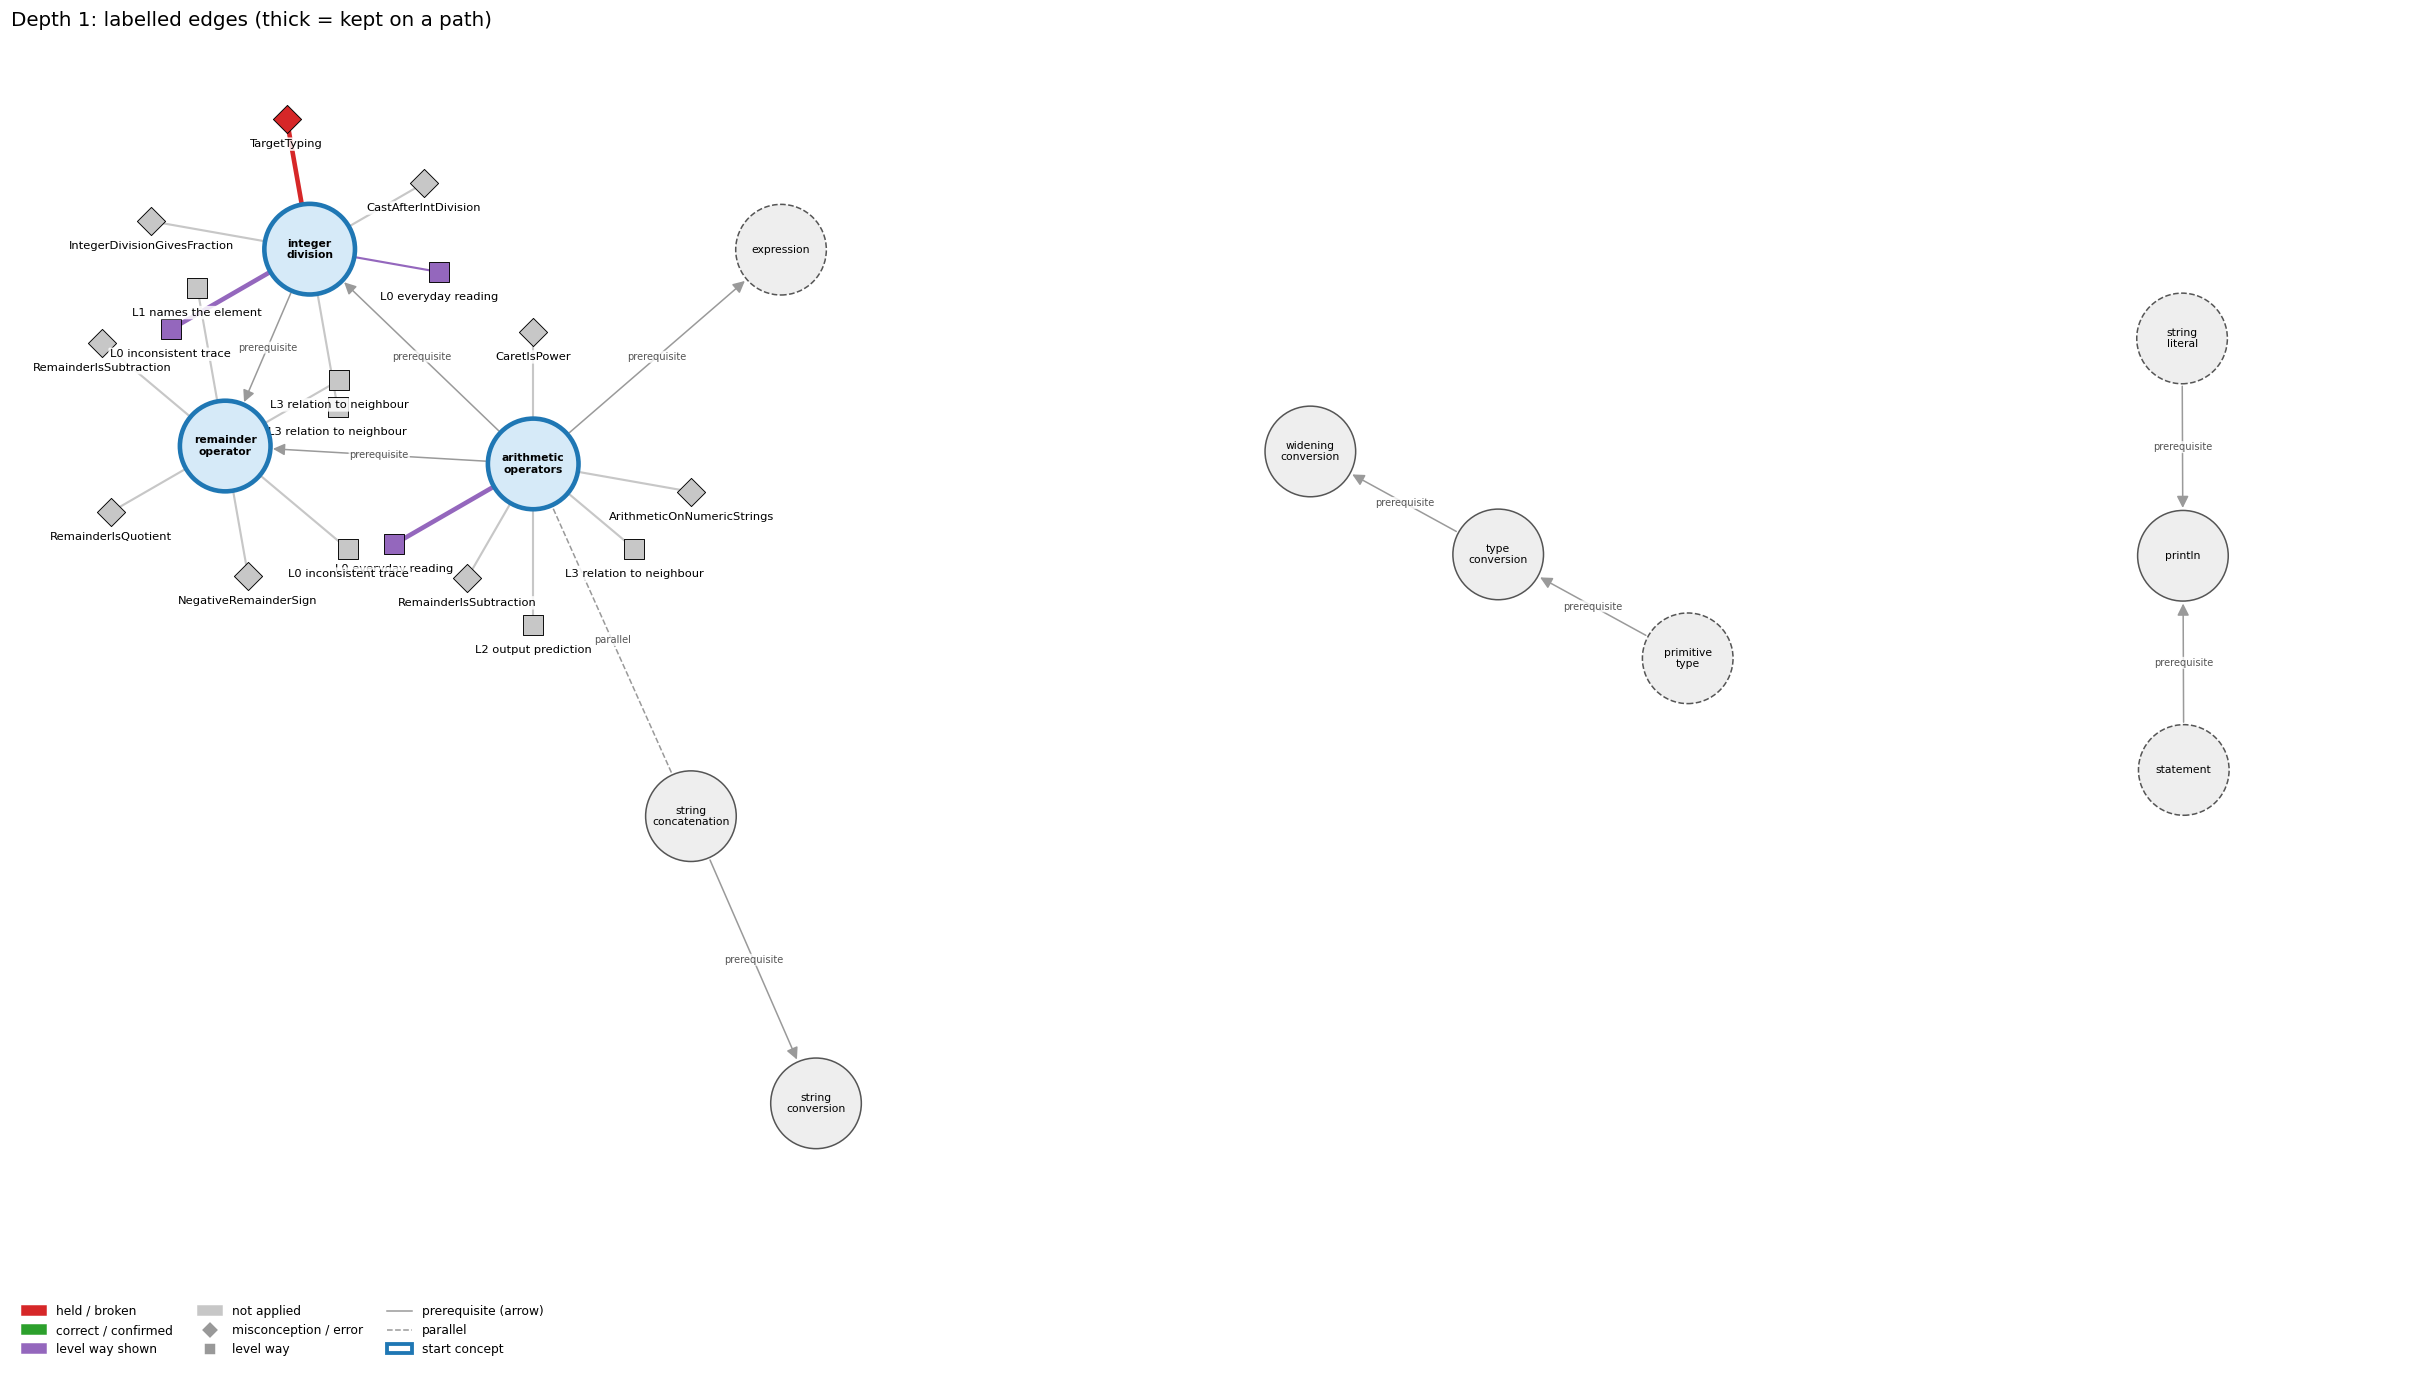 Depth 1: labelled edges (thick = kept on a path)
TargetTyping
CastAfterIntDivision
IntegerDivisionGivesFraction
integer
division
expression
L0 everyday reading
L1 names the element
L0 inconsistent trace
RemainderIsSubtraction
prerequisite
prerequisite
CaretIsPower
prerequisite
string
literal
L3 relation to neighbour
L3 relation to neighbour
remainder
operator
prerequisite
arithmetic
operators
widening
conversion
prerequisite
prerequisite
type
conversion
println
ArithmeticOnNumericStrings
RemainderIsQuotient
L0 everyday reading
L0 inconsistent trace
L3 relation to neighbour
NegativeRemainderSign
RemainderIsSubtraction
prerequisite
parallel
L2 output prediction
primitive
type
prerequisite
statement
string
concatenation
prerequisite
string
conversion
held / broken
correct / confirmed
level way shown
not applied
misconception / error
level way
prerequisite (arrow)
parallel
start concept